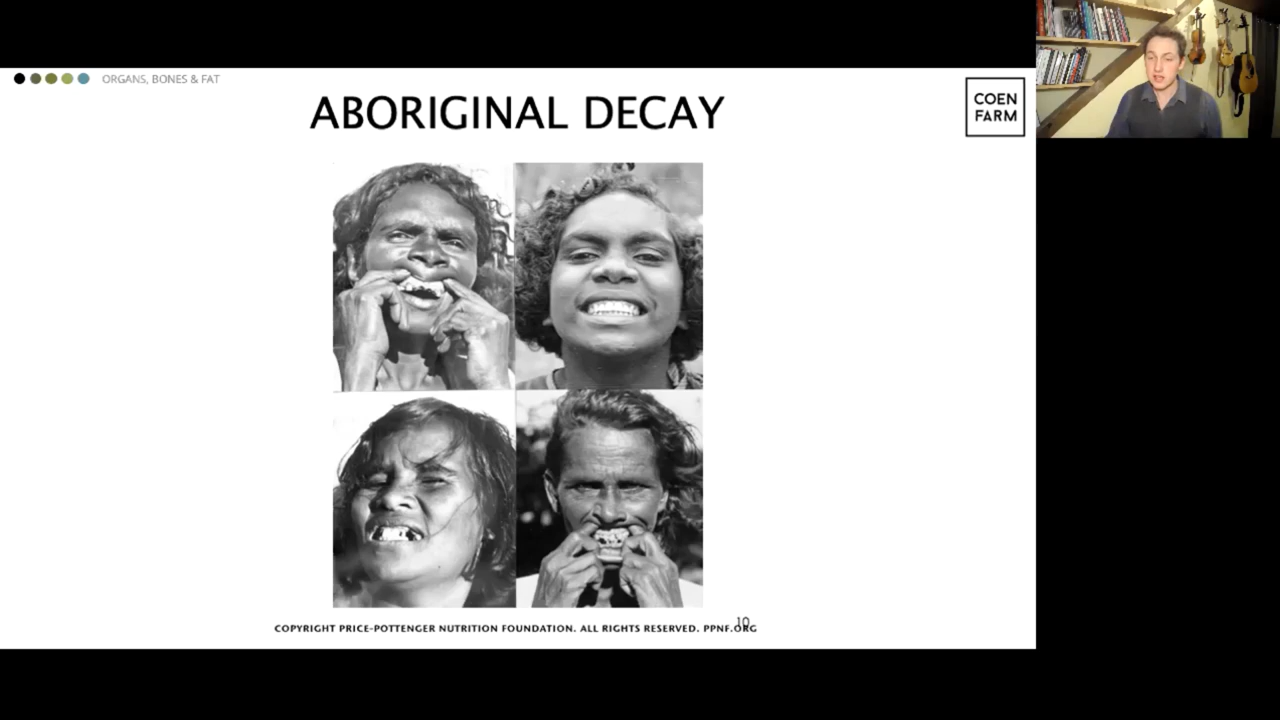 ORGANS, BONES & FAT
ABORIGINAL DECAY
COEN
FARM
COPYRIGHT PRICE-POTTENGER NUTRITION FOUNDATION. ALL RIGHTS RESERVED. PPNF.ORG
10